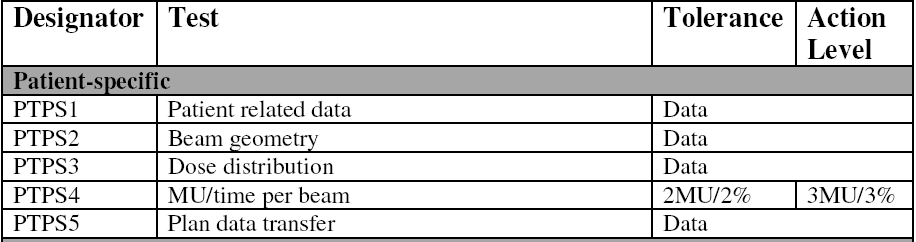 Designator Test Tolerance Action
Level
Patient-specific
PTPS1 Patient related data Data
PTPS2 Beam geometry Data
PTPS3 Dose distribution Data
PTPS4 MU/time per beam 2MU/2% 3MU/3%
PTPS5 Plan data transfer Data